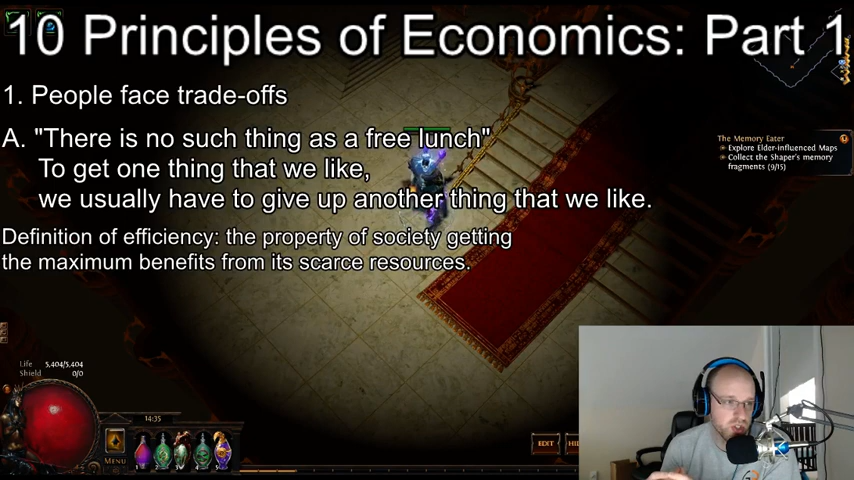 10 Principles of Economics: Part 1
1. People face trade-offs
A. "There is no such thing as a free lunch"
To get one thing that we like,
we usually have to give up another thing that we like.
Definition of efficiency: the property of society getting
the maximum benefits from its scarce resources.
The Memory Eater
Explore Elder-influenced Maps
Collect the Shaper's memory
fragments (9/15)
Life 5,404/5,404
Shield 0/0
14:35
MENU
EDIT